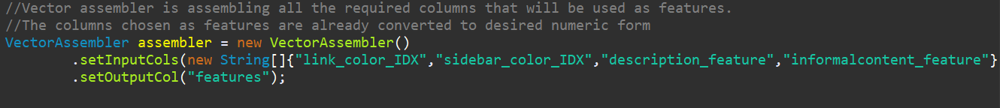 //Vector assembler is assembling all the required columns that will be used as features.
//The columns chosen as features are already converted to desired numeric form
VectorAssembler assembler = new VectorAssembler()
.setInputCols(new String[]{"link_color_IDX","sidebar_color_IDX","description_feature","informalcontent_feature"}
.setOutputCol("features");